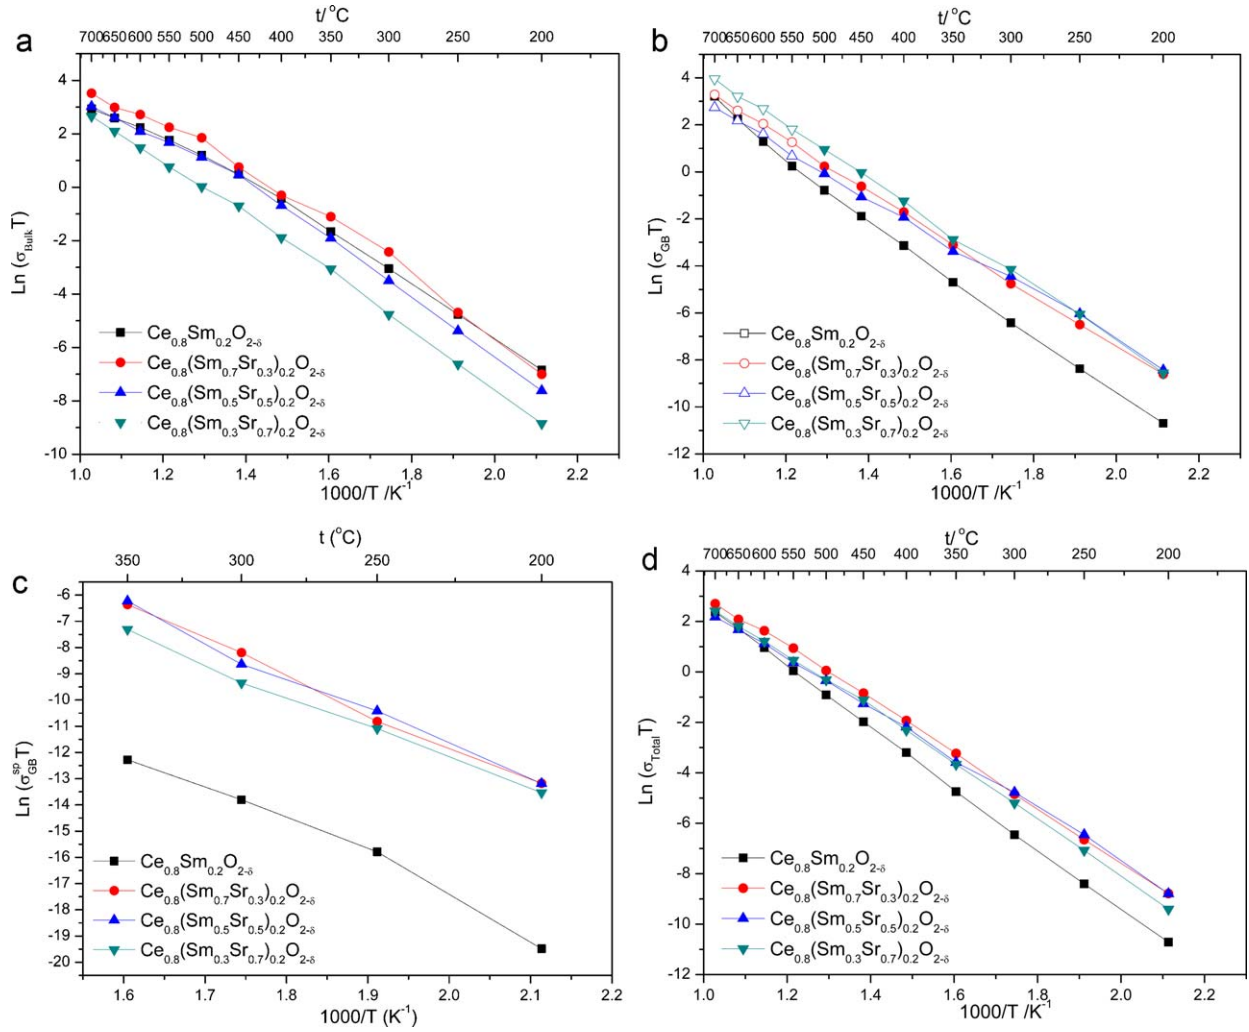 a
t/°C
700 650 600 550 500 450 400 350 300 250 200
4
2
0
-2
-4
-6
-8
-10
Ln (σ_Bulk T)
Ce0.8Sm0.2O2-δ
Ce0.8(Sm0.7Sr0.3)0.2O2-δ
Ce0.8(Sm0.5Sr0.5)0.2O2-δ
Ce0.8(Sm0.3Sr0.7)0.2O2-δ
1.0 1.2 1.4 1.6 1.8 2.0 2.2
1000/T /K⁻¹
b
t/°C
700 650 600 550 500 450 400 350 300 250 200
4
2
0
-2
-4
-6
-8
-10
-12
Ln (σ_GB T)
Ce0.8Sm0.2O2-δ
Ce0.8(Sm0.7Sr0.3)0.2O2-δ
Ce0.8(Sm0.5Sr0.5)0.2O2-δ
Ce0.8(Sm0.3Sr0.7)0.2O2-δ
1.0 1.2 1.4 1.6 1.8 2.0 2.2
1000/T /K⁻¹
c
t (°C)
350 300 250 200
-6
-7
-8
-9
-10
-11
-12
-13
-14
-15
-16
-17
-18
-19
-20
Ln (σ_GB^sp T)
Ce0.8Sm0.2O2-δ
Ce0.8(Sm0.7Sr0.3)0.2O2-δ
Ce0.8(Sm0.5Sr0.5)0.2O2-δ
Ce0.8(Sm0.3Sr0.7)0.2O2-δ
1.6 1.7 1.8 1.9 2.0 2.1 2.2
1000/T (K⁻¹)
d
t/°C
700 650 600 550 500 450 400 350 300 250 200
4
2
0
-2
-4
-6
-8
-10
-12
Ln (σ_Total T)
Ce0.8Sm0.2O2-δ
Ce0.8(Sm0.7Sr0.3)0.2O2-δ
Ce0.8(Sm0.5Sr0.5)0.2O2-δ
Ce0.8(Sm0.3Sr0.7)0.2O2-δ
1.0 1.2 1.4 1.6 1.8 2.0 2.2
1000/T /K⁻¹